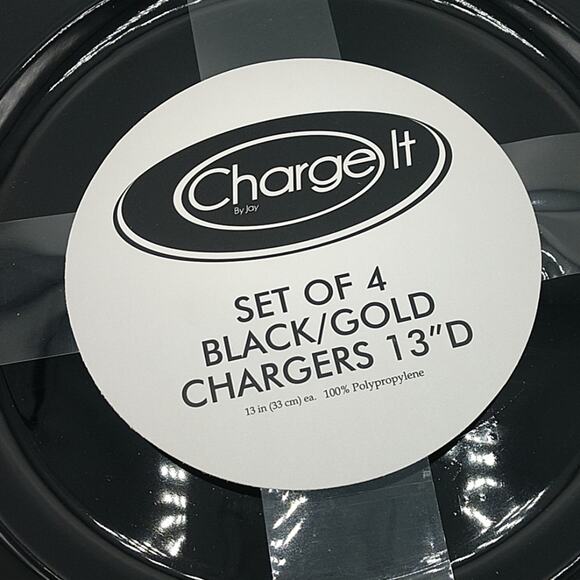 Charge It
By Jay
SET OF 4
BLACK/GOLD
CHARGERS 13"D
13 in (33 cm) ea. 100% Polypropylene